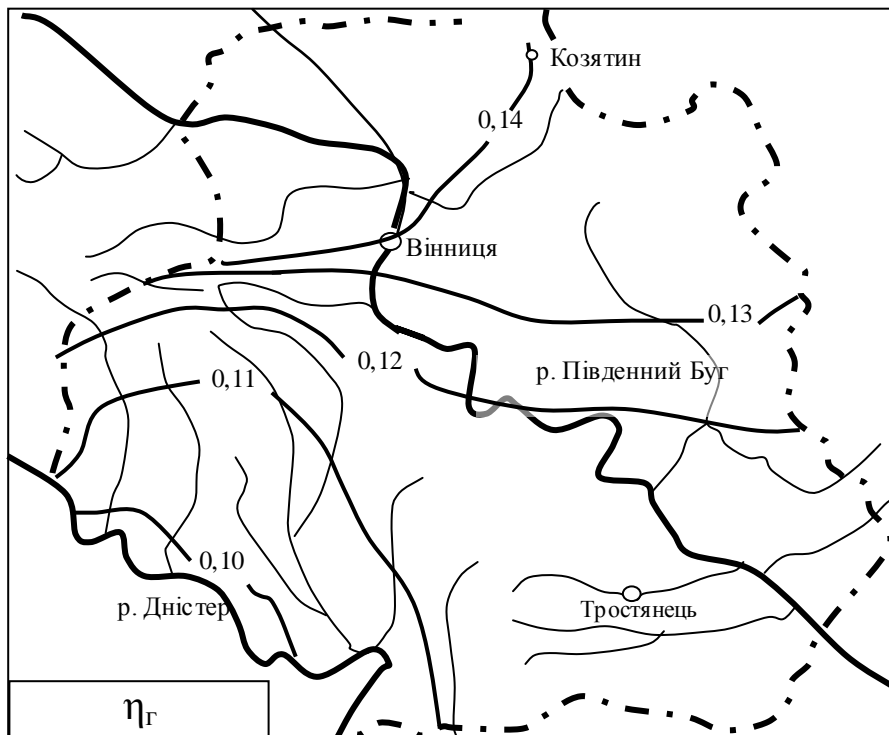 Козятин
0,14
Вінниця
0,13
0,12
р. Південний Буг
0,11
0,10
р. Дністер
Тростянець
ηг